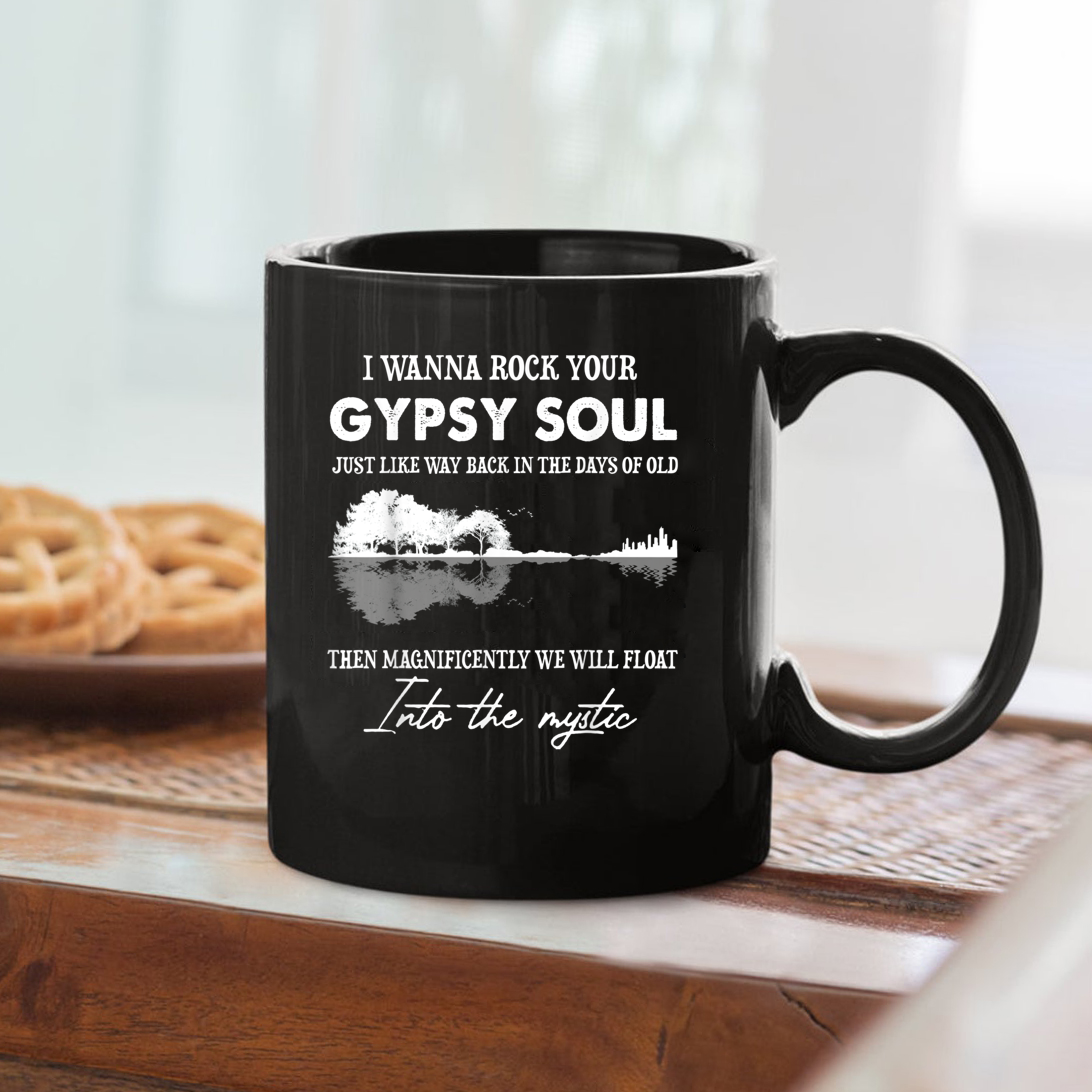 I WANNA ROCK YOUR
GYPSY SOUL
JUST LIKE WAY BACK IN THE DAYS OF OLD
THEN MAGNIFICENTLY WE WILL FLOAT
Into the mystic